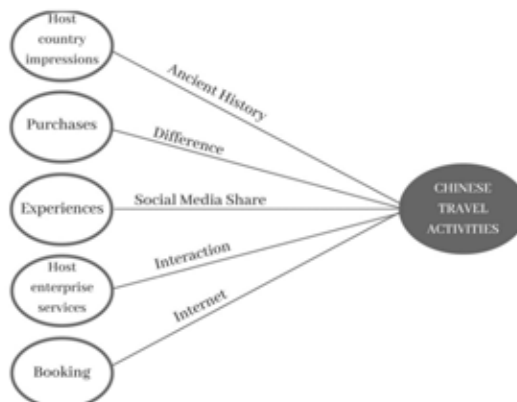 Host
country
impressions
Ancient History
Purchases
Difference
Experiences
Social Media Share
CHINESE
TRAVEL
ACTIVITIES
Host
enterprise
services
Interaction
Booking
Internet